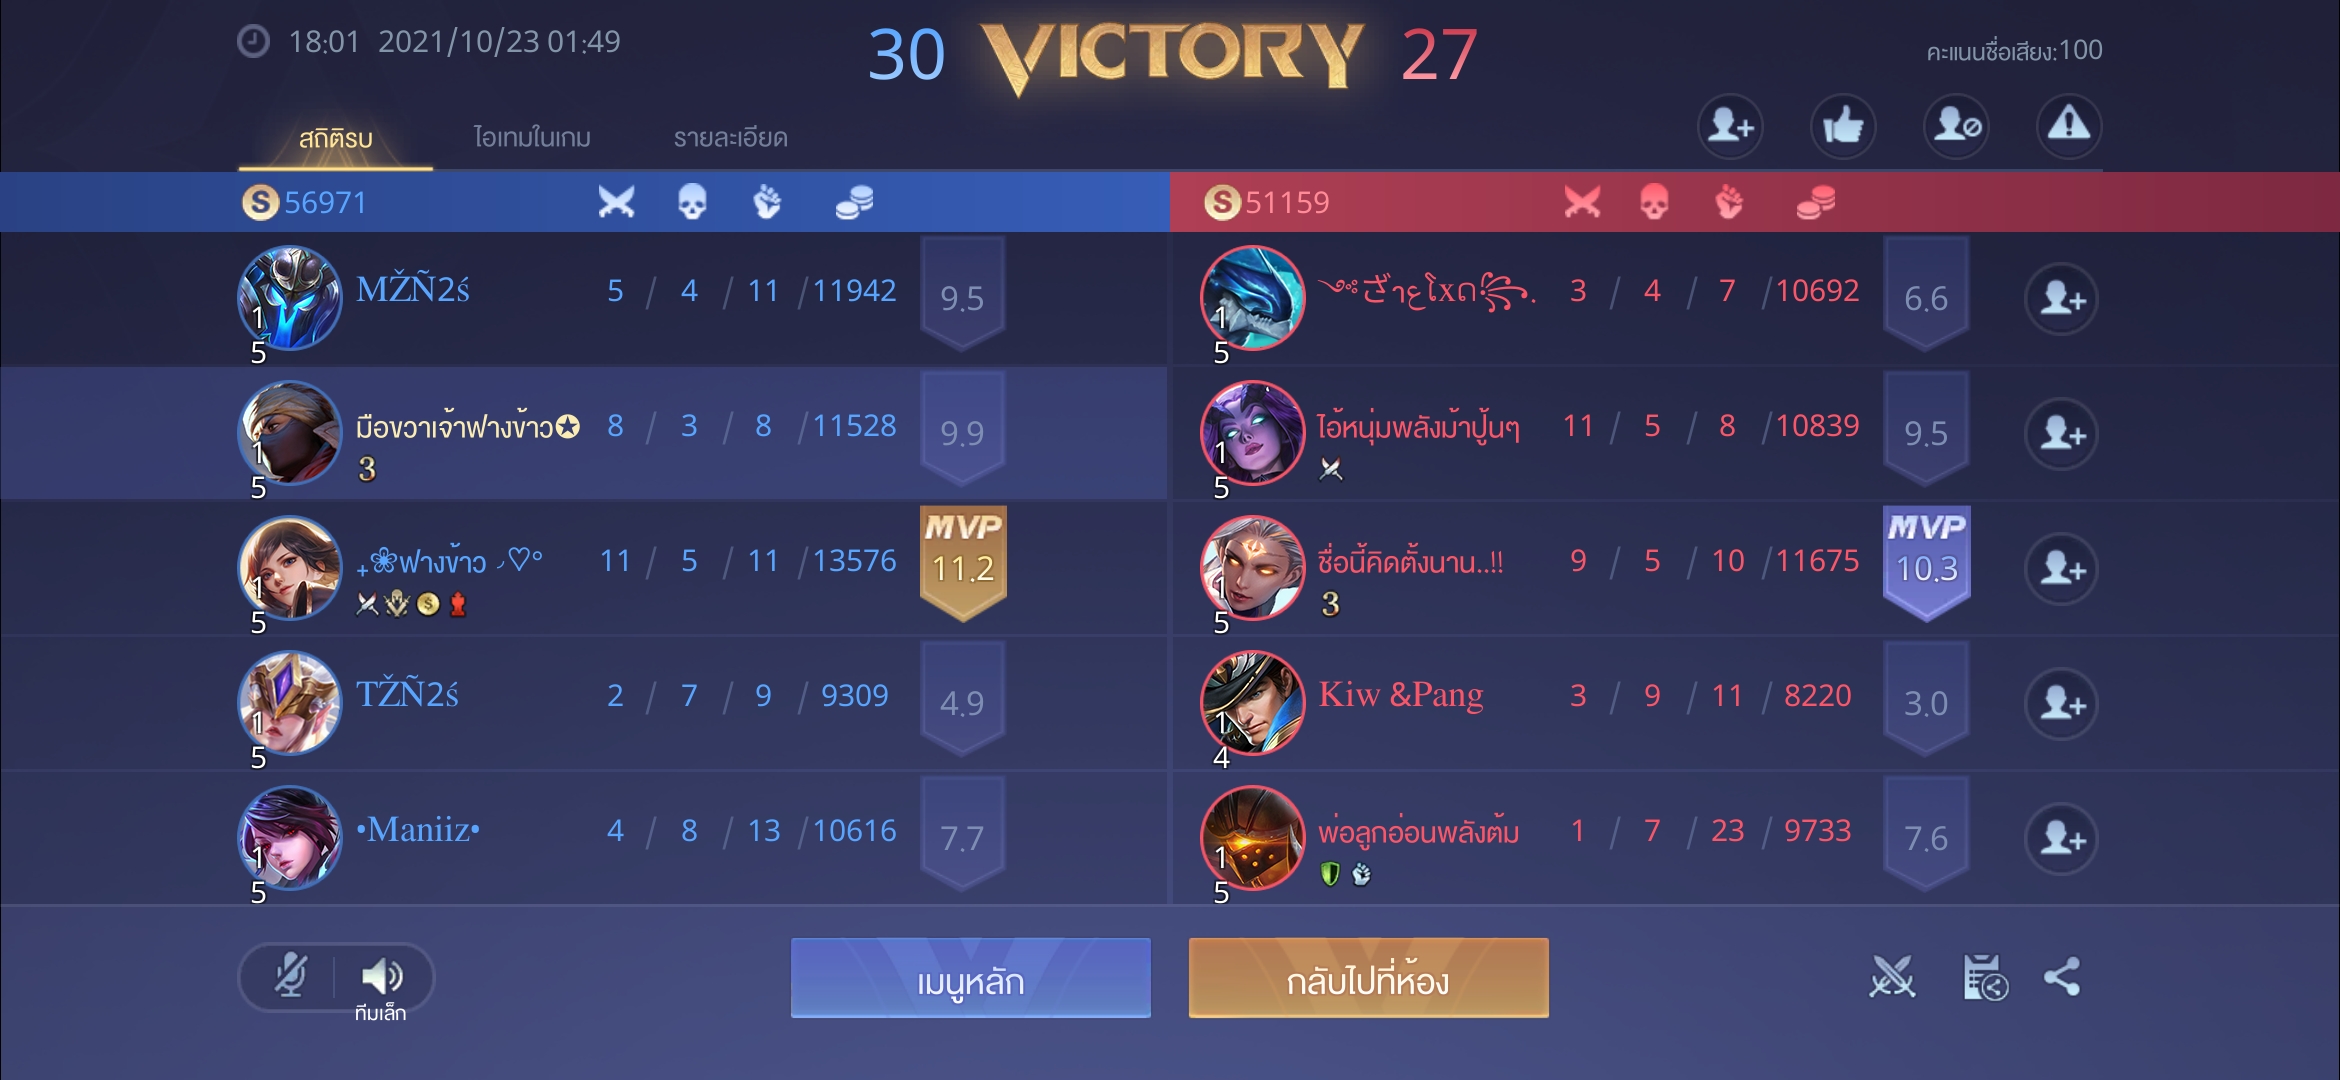 18:01 2021/10/23 01:49
30 VICTORY 27
คะแนนชื่อเสียง:100
สถิติรบ ไอเทมในเกม รายละเอียด
S 56971
S 51159
MŽÑ2ś 5 / 4 / 11 / 11942 9.5
15
3 / 4 / 7 / 10692 6.6
15
มือขวาเจ้าฟางข้าว✪ 8 / 3 / 8 / 11528 9.9
3
15
ไอ้หนุ่มพลังม้าปู้นๆ 11 / 5 / 8 / 10839 9.5
15
₊❀ฟางข้าว ٫♡° 11 / 5 / 11 / 13576 MVP 11.2
15
ชื่อนี้คิดตั้งนาน..!! 9 / 5 / 10 / 11675 MVP 10.3
3
15
TŽÑ2ś 2 / 7 / 9 / 9309 4.9
15
Kiw &Pang 3 / 9 / 11 / 8220 3.0
14
•Maniiz• 4 / 8 / 13 / 10616 7.7
15
พ่อลูกอ่อนพลังต้ม 1 / 7 / 23 / 9733 7.6
15
ทีมเล็ก
เมนูหลัก
กลับไปที่ห้อง